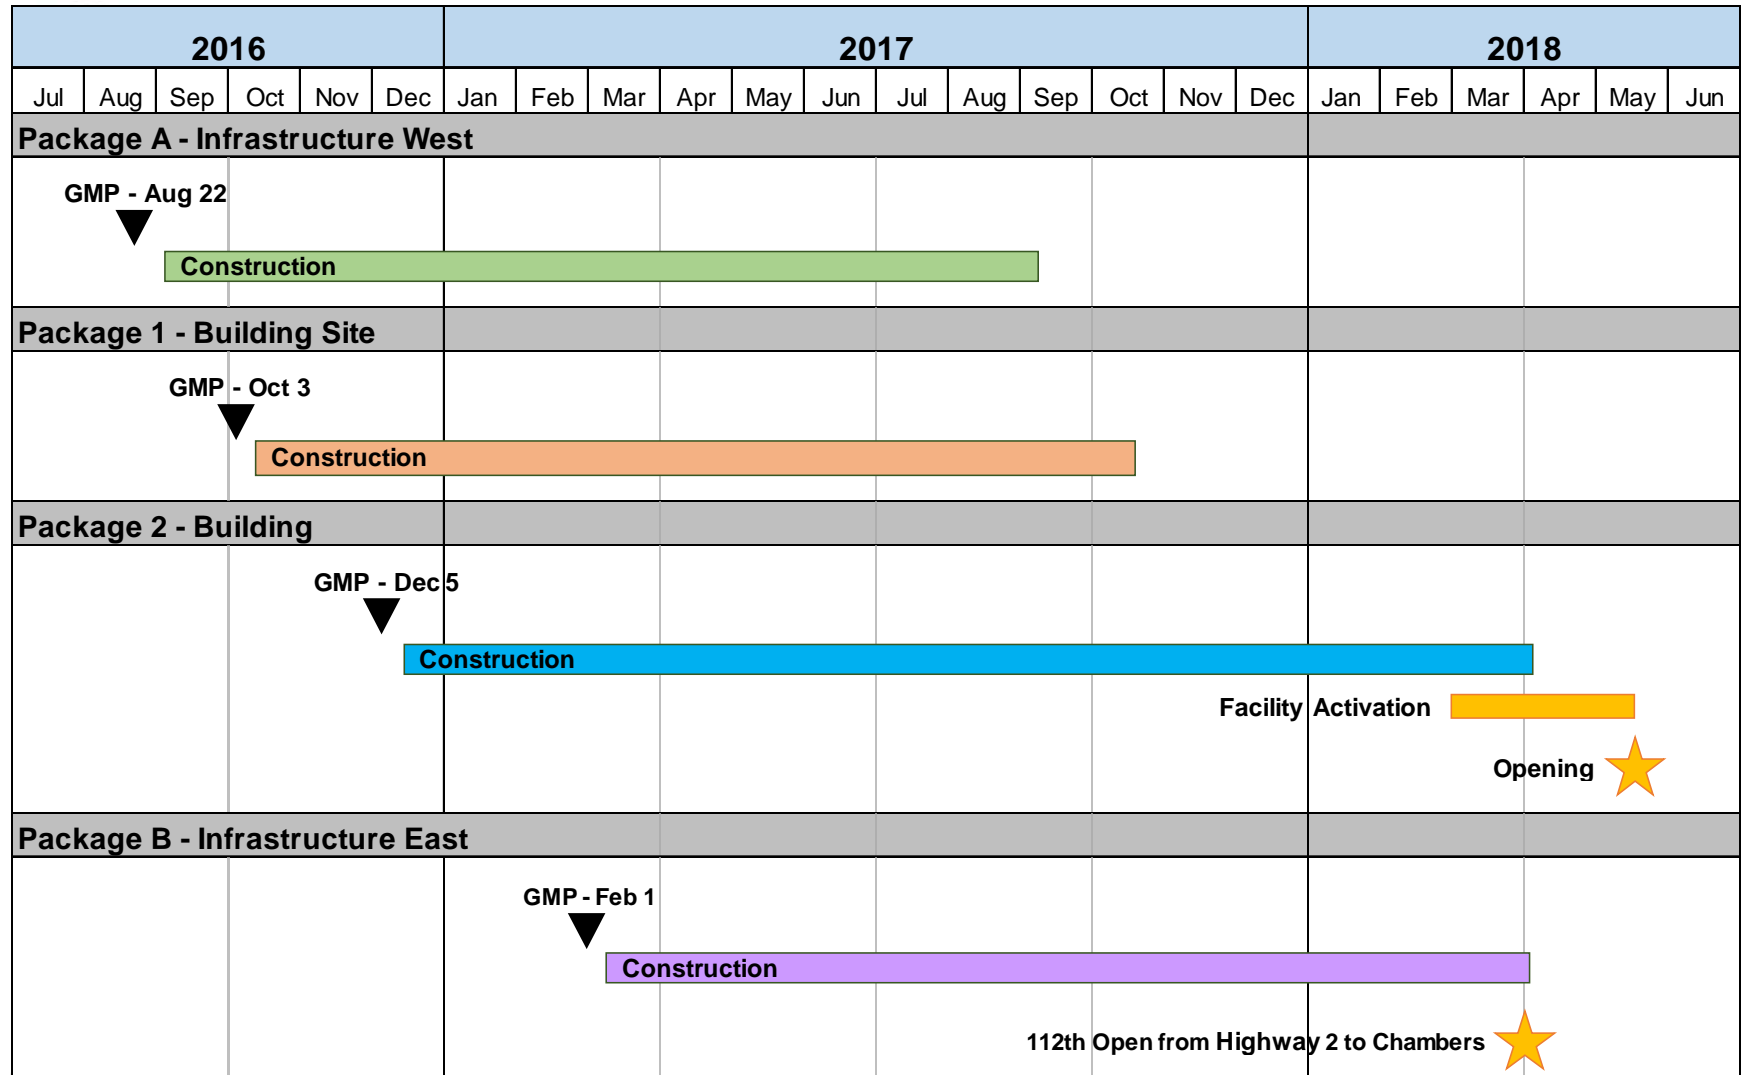 2016 2017 2018
Jul Aug Sep Oct Nov Dec Jan Feb Mar Apr May Jun Jul Aug Sep Oct Nov Dec Jan Feb Mar Apr May Jun
Package A - Infrastructure West
GMP - Aug 22
Construction
Package 1 - Building Site
GMP - Oct 3
Construction
Package 2 - Building
GMP - Dec 5
Construction
Facility Activation
Opening
Package B - Infrastructure East
GMP - Feb 1
Construction
112th Open from Highway 2 to Chambers